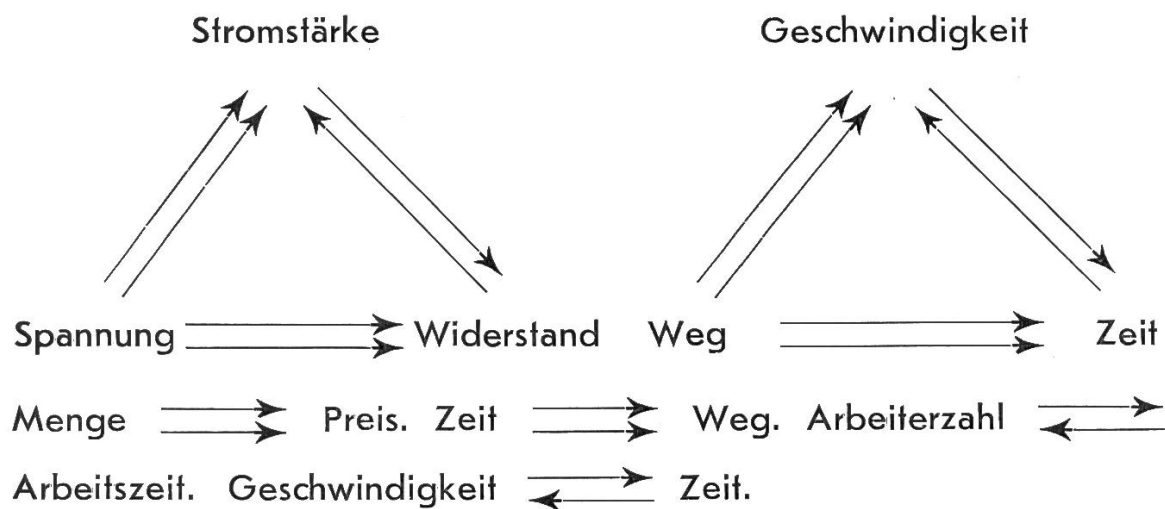 Stromstärke Geschwindigkeit
Spannung Widerstand Weg Zeit
Menge Preis. Zeit Weg. Arbeiterzahl
Arbeitszeit. Geschwindigkeit Zeit.